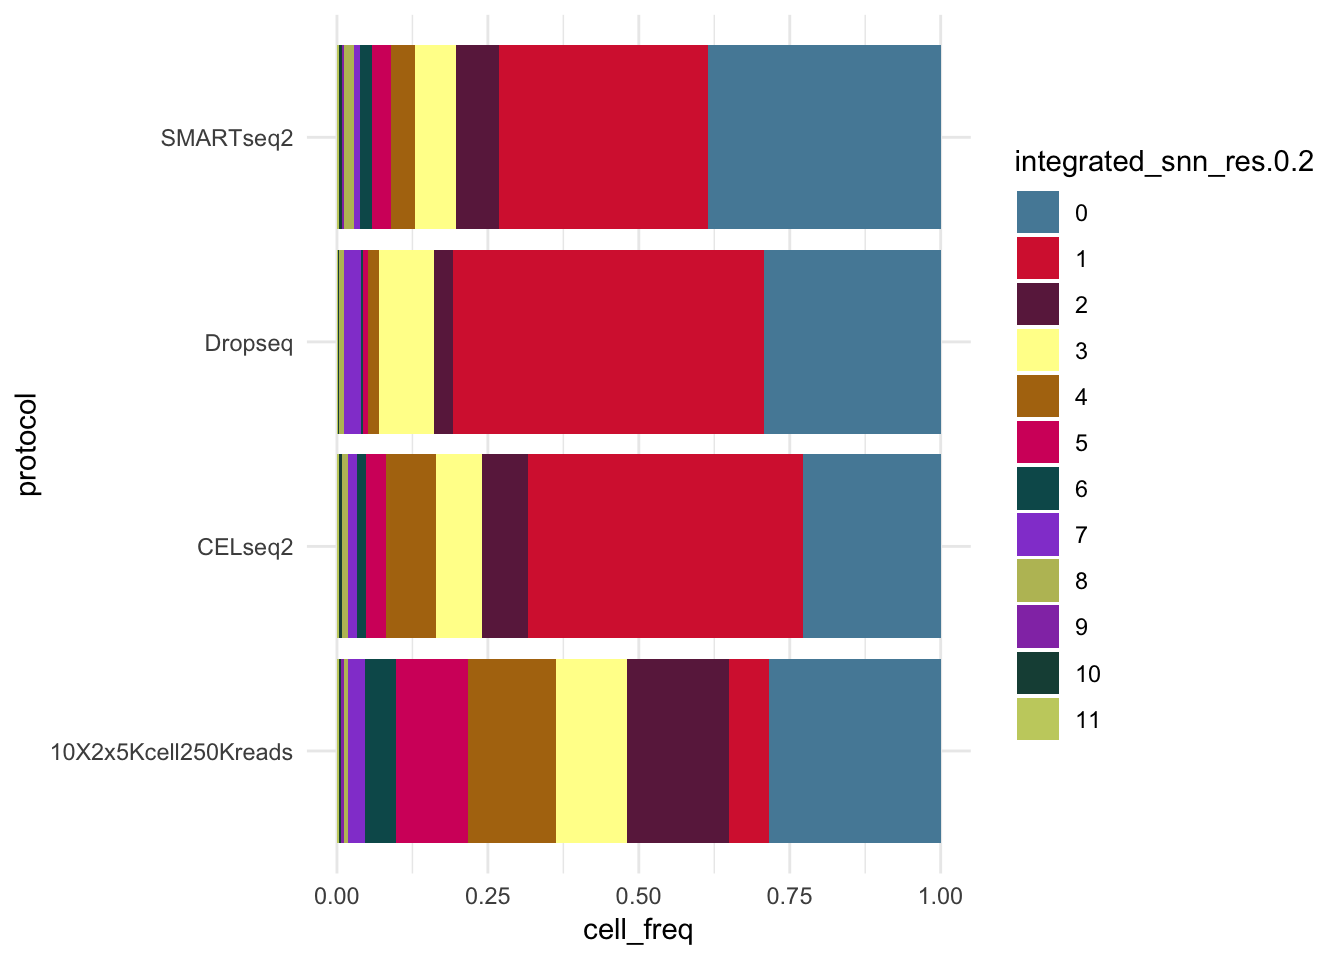 protocol
SMARTseq2
Dropseq
CELseq2
10X2x5Kcell250Kreads
0.00 0.25 0.50 0.75 1.00
cell_freq
integrated_snn_res.0.2
0
1
2
3
4
5
6
7
8
9
10
11